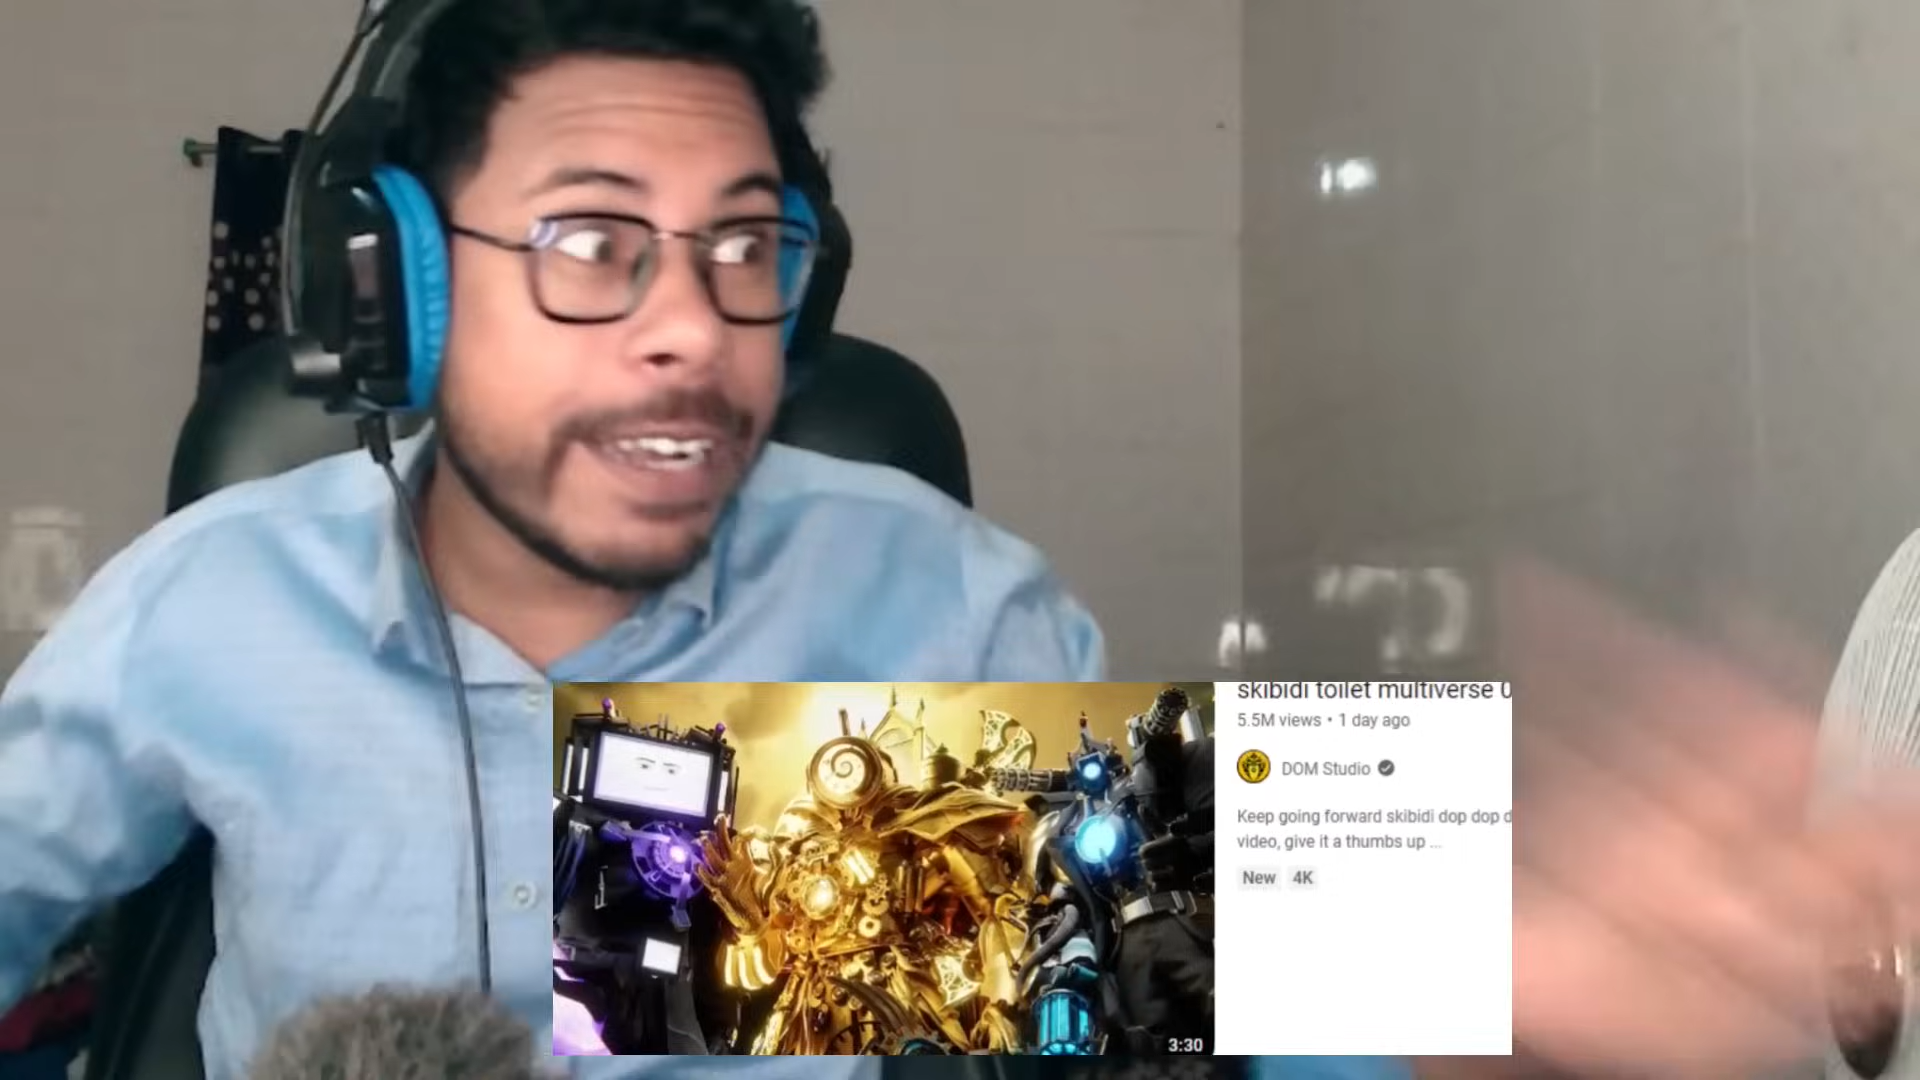 skibidi toilet multiverse 0
5.5M views • 1 day ago
DOM Studio
Keep going forward skibidi dop dop d
video, give it a thumbs up ...
New 4K
3:30